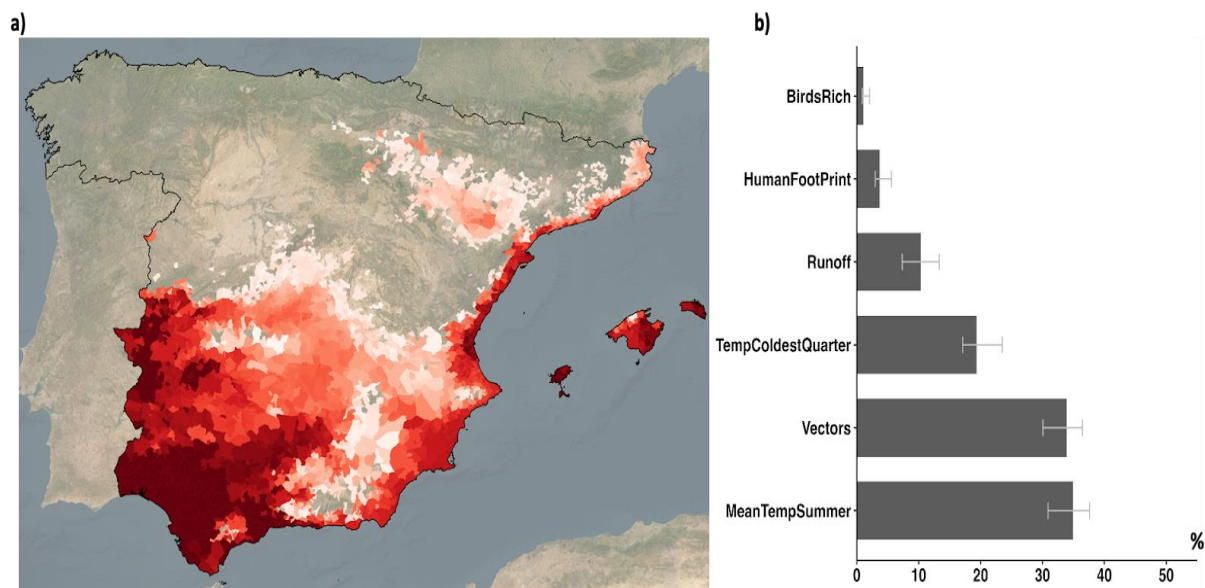 a)
b)
BirdsRich
HumanFootPrint
Runoff
TempColdestQuarter
Vectors
MeanTempSummer
%
0 10 20 30 40 50